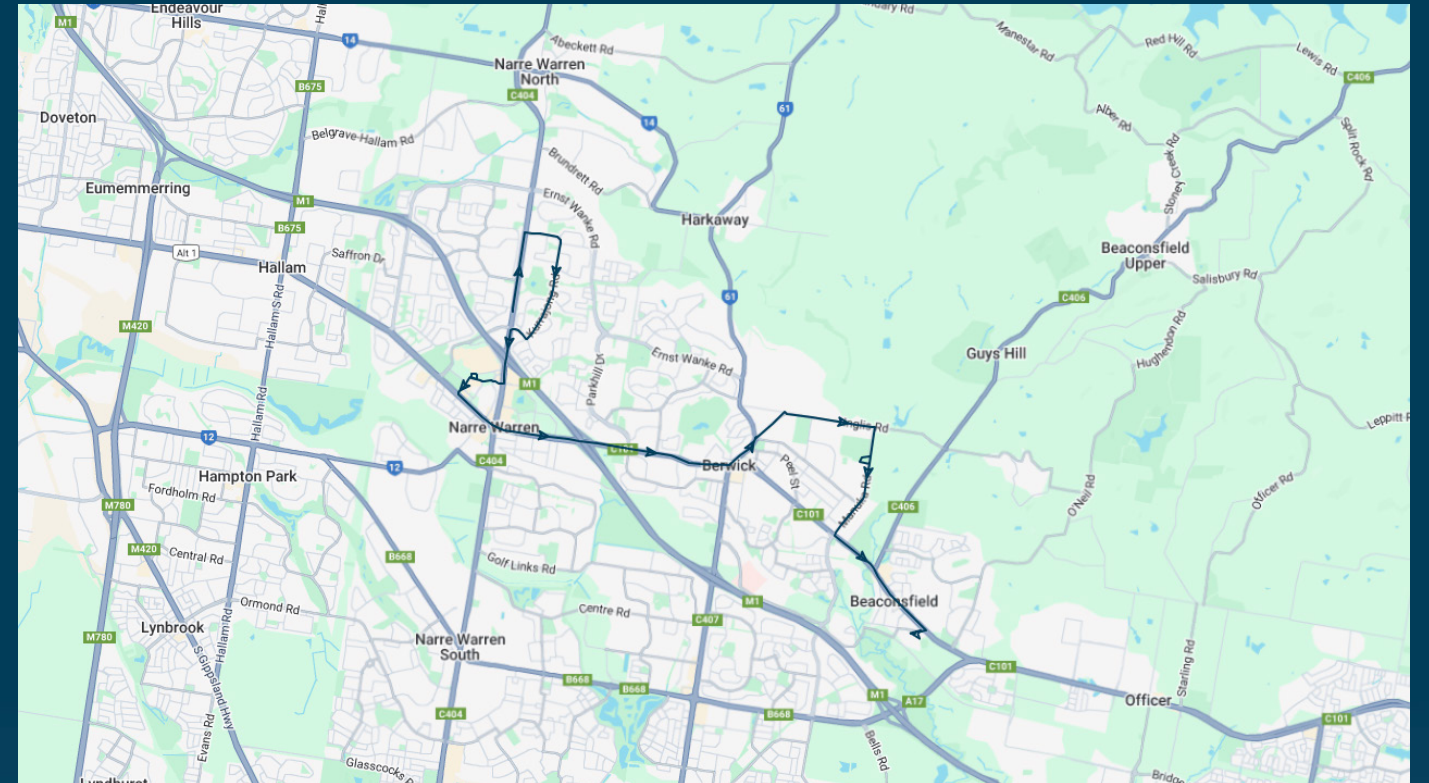 Endeavour
Hills
M1
Hal
14
Abeckett Rd
Narre Warren
North
C404
B675
Doveton
Belgrave Hallam Rd
14
61
Manestar Rd
Red Hill Rd
Lewis Rd
C406
Alber Rd
Split Rock Rd
Stoney Creek Rd
Brundrett Rd
Eumemmerring
M1
B675
Ernst Wanke Rd
Harkaway
Alt 1
Saffron Dr
Hallam
Beaconsfield
Upper
Salisbury Rd
61
C406
M420
Hallam S Rd
Hughendon Rd
Guys Hill
Ernst Wanke Rd
Parkhill Dr
M1
Hallam Rd
Narre Warren
C101
Inglis Rd
Leppitt R
12
12
C404
Berwick
Peel St
Hampton Park
Fordholm Rd
M780
C101
C406
O'Neil Rd
Officer Rd
M420
Central Rd
B668
Golf Links Rd
Ormond Rd
Centre Rd
M1
Beaconsfield
C407
Lynbrook
M780
Hallam Rd
Narre Warren
South
S Gippsland Hwy
B668
B668
C101
Starling Rd
Officer
M1
A17
C404
B668
C101
Evans Rd
Bells Rd
Glasscocks R
Lyndhurst
Bridge